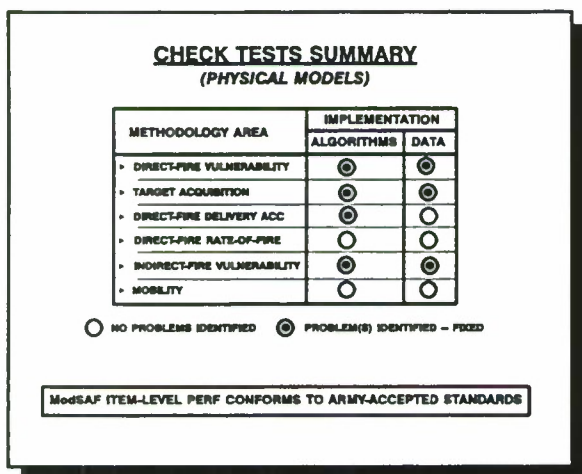 CHECK TESTS SUMMARY
(PHYSICAL MODELS)
METHODOLOGY AREA
IMPLEMENTATION
ALGORITHMS DATA
DIRECT-FIRE VULNERABILITY
TARGET ACQUISITION
DIRECT-FIRE DELIVERY ACC
DIRECT-FIRE RATE-OF-FIRE
INDIRECT-FIRE VULNERABILITY
MOBILITY
NO PROBLEMS IDENTIFIED PROBLEM(S) IDENTIFIED – FIXED
ModSAF ITEM-LEVEL PERF CONFORMS TO ARMY-ACCEPTED STANDARDS